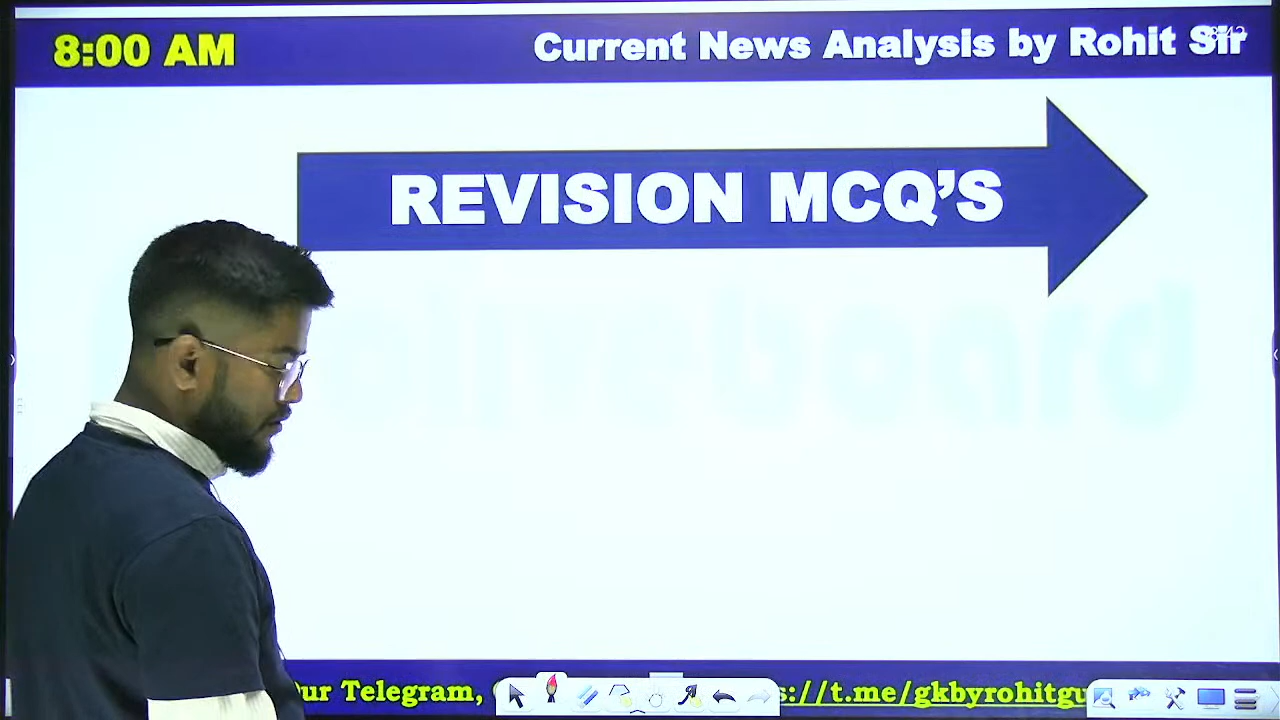 8:00 AM
Current News Analysis by Rohit Sir
REVISION MCQ'S
ur Telegram,
://t.me/gkbyrohitgu